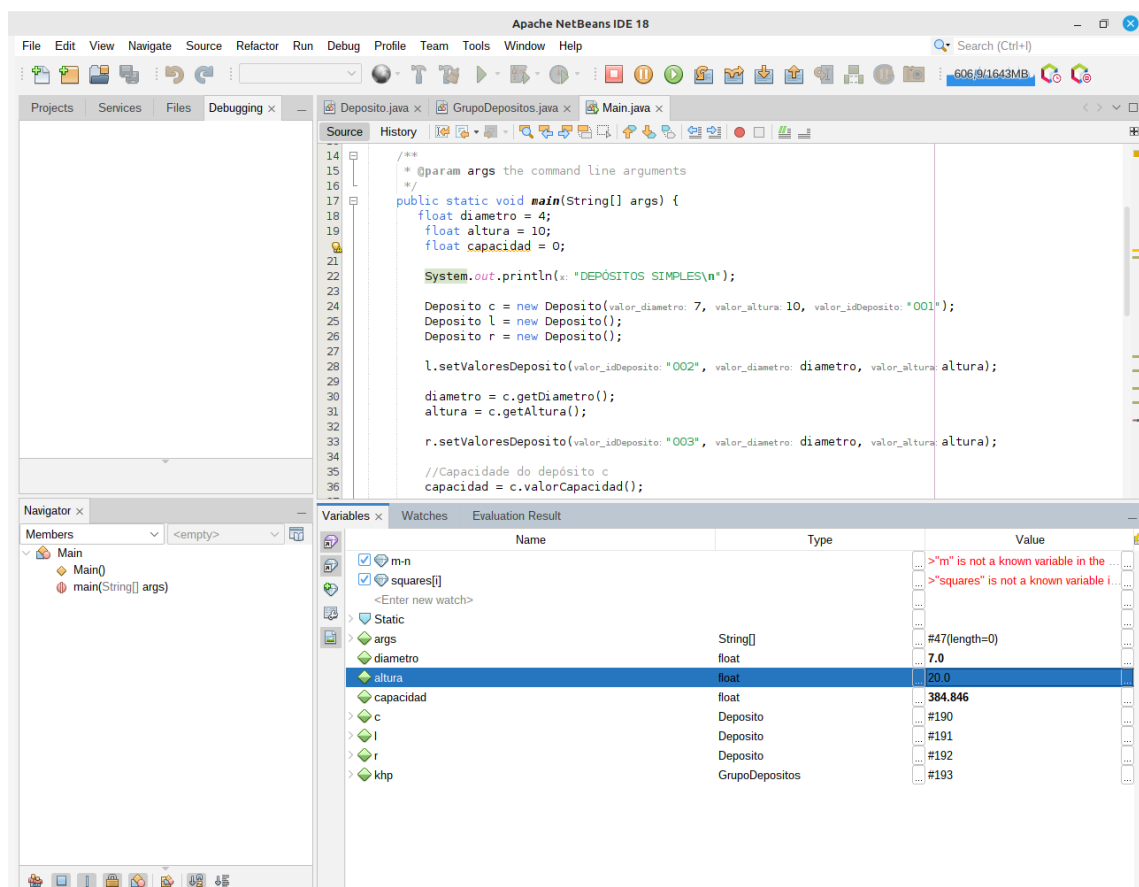 Apache NetBeans IDE 18
File Edit View Navigate Source Refactor Run Debug Profile Team Tools Window Help
Search (Ctrl+I)
606,9/1643MB
Projects Services Files Debugging
Deposito.java GrupoDepositos.java Main.java
Source History
14 /**
15 * @param args the command line arguments
16 */
17 public static void main(String[] args) {
18 float diametro = 4;
19 float altura = 10;
float capacidad = 0;
21
22 System.out.println(x: "DEPÓSITOS SIMPLES\n");
23
24 Deposito c = new Deposito(valor_diametro: 7, valor_altura: 10, valor_idDeposito: "001");
25 Deposito l = new Deposito();
26 Deposito r = new Deposito();
27
28 l.setValoresDeposito(valor_idDeposito: "002", valor_diametro: diametro, valor_altura: altura);
29
30 diametro = c.getDiametro();
31 altura = c.getAltura();
32
33 r.setValoresDeposito(valor_idDeposito: "003", valor_diametro: diametro, valor_altura: altura);
34
35 //Capacidade do depósito c
36 capacidad = c.valorCapacidad();
Navigator
Members <empty>
Main
Main()
main(String[] args)
Variables Watches Evaluation Result
Name Type Value
m-n >"m" is not a known variable in the ...
squares[i] >"squares" is not a known variable i...
<Enter new watch>
Static
args String[] #47(length=0)
diametro float 7.0
altura float 20.0
capacidad float 384.846
c Deposito #190
l Deposito #191
r Deposito #192
khp GrupoDepositos #193